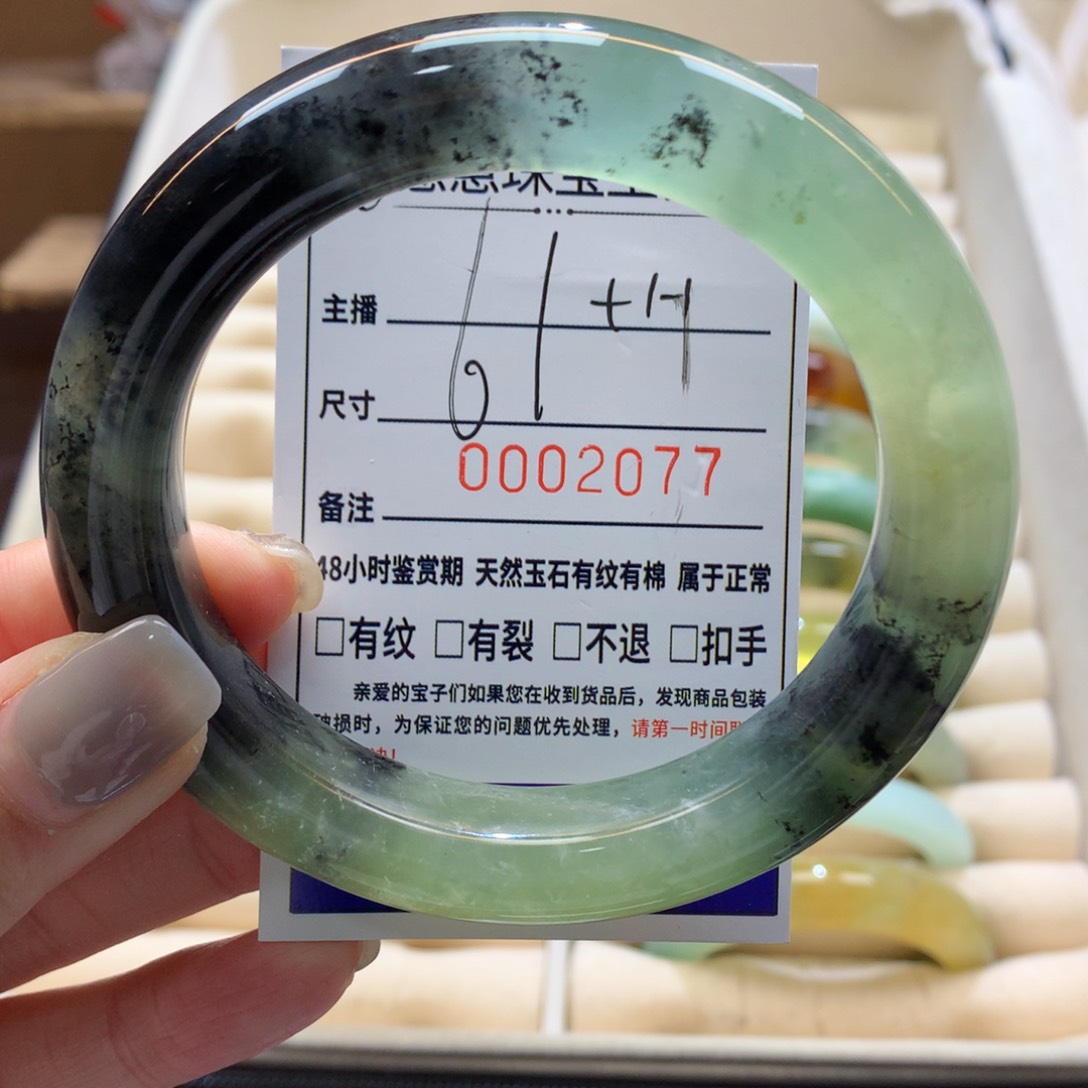 珠宝
主播
61
尺寸
0002077
备注
48小时鉴赏期 天然玉石有纹有棉 属于正常
□有纹 □有裂 □不退 □扣手
亲爱的宝子们如果您在收到货品后，发现商品包装
破损时，为保证您的问题优先处理，请第一时间